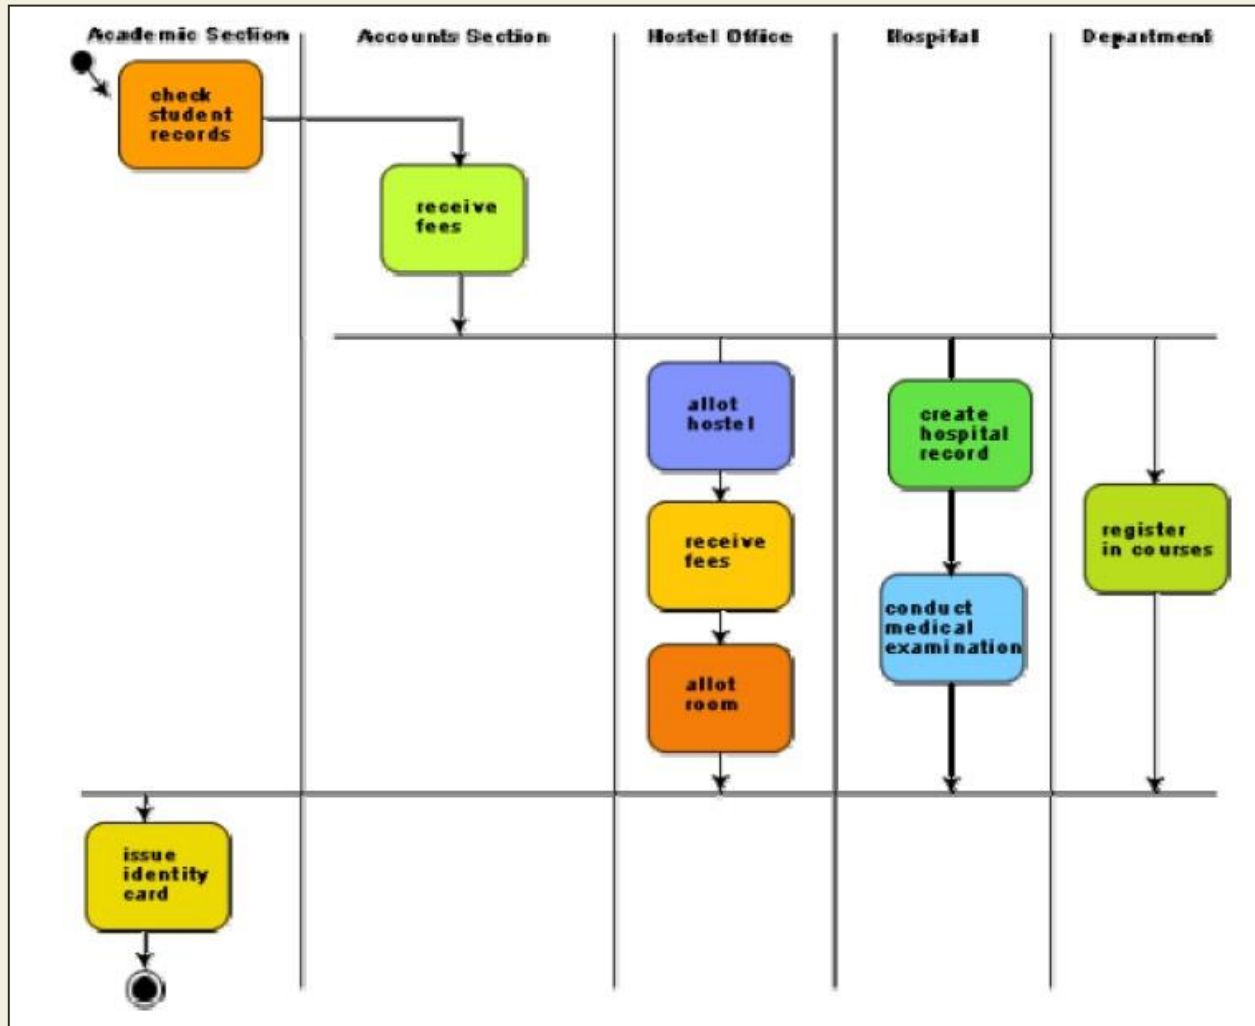 Academic Section
Accounts Section
Hostel Office
Hospital
Department
check
student
records
receive
fees
allot
hostel
create
hospital
record
receive
fees
register
in courses
conduct
medical
examination
allot
room
issue
identity
card